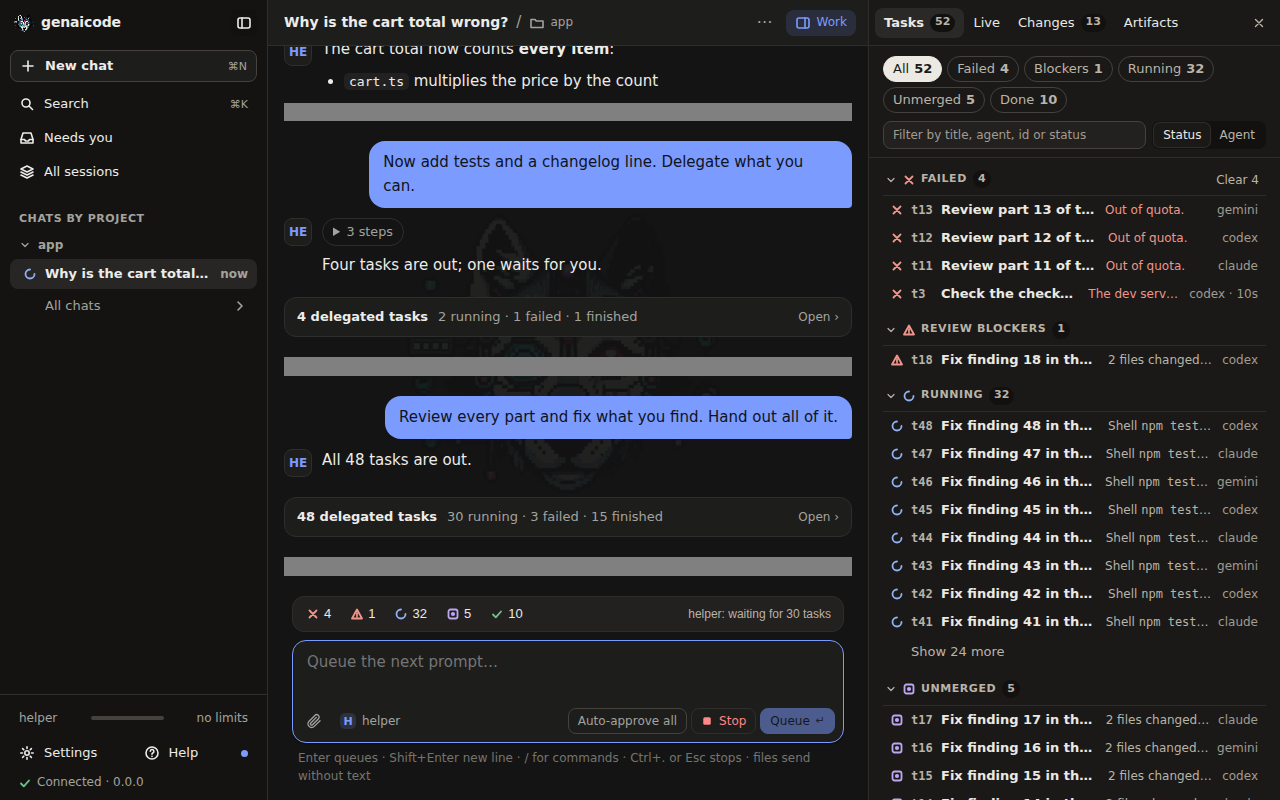 genaicode
New chat ⌘N
Search ⌘K
Needs you
All sessions
CHATS BY PROJECT
app
Why is the cart total… now
All chats
helper no limits
Settings Help
Connected · 0.0.0
Why is the cart total wrong? / app
··· Work
HE The cart total now counts every item:
• cart.ts multiplies the price by the count
Now add tests and a changelog line. Delegate what you
can.
HE 3 steps
Four tasks are out; one waits for you.
4 delegated tasks 2 running · 1 failed · 1 finished Open ›
Review every part and fix what you find. Hand out all of it.
HE All 48 tasks are out.
48 delegated tasks 30 running · 3 failed · 15 finished Open ›
4 1 32 5 10 helper: waiting for 30 tasks
Queue the next prompt…
H helper Auto-approve all Stop Queue ↵
Enter queues · Shift+Enter new line · / for commands · Ctrl+. or Esc stops · files send
without text
Tasks 52 Live Changes 13 Artifacts
All 52 Failed 4 Blockers 1 Running 32
Unmerged 5 Done 10
Filter by title, agent, id or status Status Agent
FAILED 4 Clear 4
t13 Review part 13 of t… Out of quota. gemini
t12 Review part 12 of t… Out of quota. codex
t11 Review part 11 of t… Out of quota. claude
t3 Check the check… The dev serv… codex · 10s
REVIEW BLOCKERS 1
t18 Fix finding 18 in th… 2 files changed… codex
RUNNING 32
t48 Fix finding 48 in th… Shell npm test… codex
t47 Fix finding 47 in th… Shell npm test… claude
t46 Fix finding 46 in th… Shell npm test… gemini
t45 Fix finding 45 in th… Shell npm test… codex
t44 Fix finding 44 in th… Shell npm test… claude
t43 Fix finding 43 in th… Shell npm test… gemini
t42 Fix finding 42 in th… Shell npm test… codex
t41 Fix finding 41 in th… Shell npm test… claude
Show 24 more
UNMERGED 5
t17 Fix finding 17 in th… 2 files changed… claude
t16 Fix finding 16 in th… 2 files changed… gemini
t15 Fix finding 15 in th… 2 files changed… codex